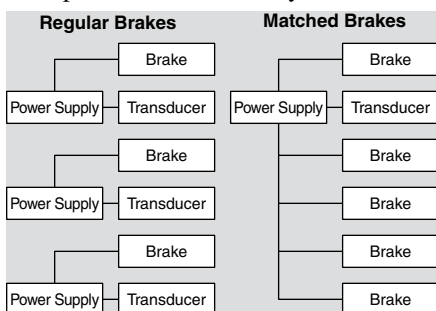 Regular Brakes
Matched Brakes
Brake
Power Supply
Transducer
Brake
Power Supply
Transducer
Brake
Power Supply
Transducer
Brake
Power Supply
Transducer
Brake
Brake
Brake
Brake